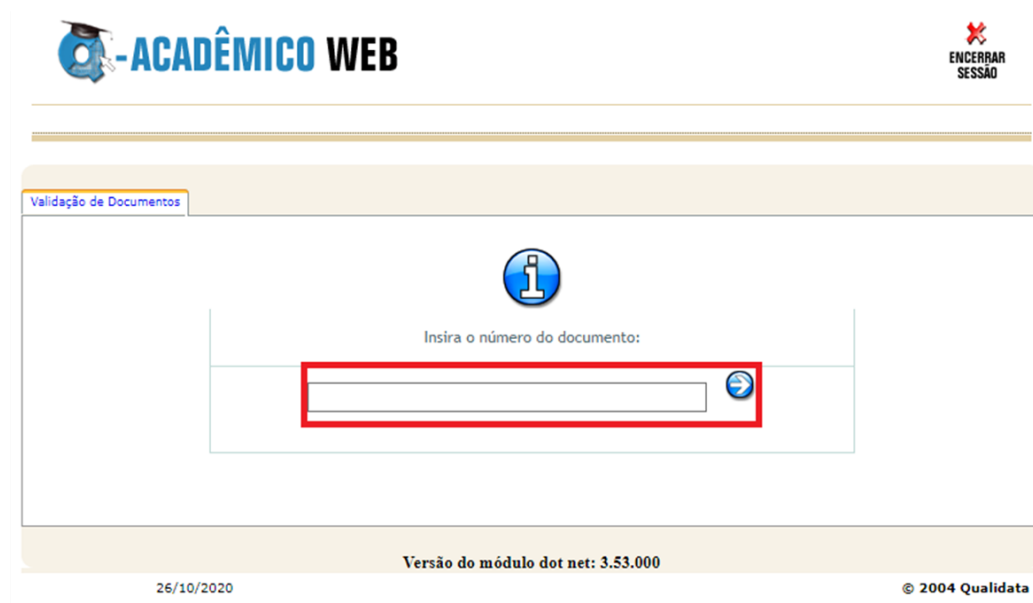 Q-ACADÊMICO WEB
ENCERRAR
SESSÃO
Validação de Documentos
Insira o número do documento:
Versão do módulo dot net: 3.53.000
26/10/2020
© 2004 Qualidata